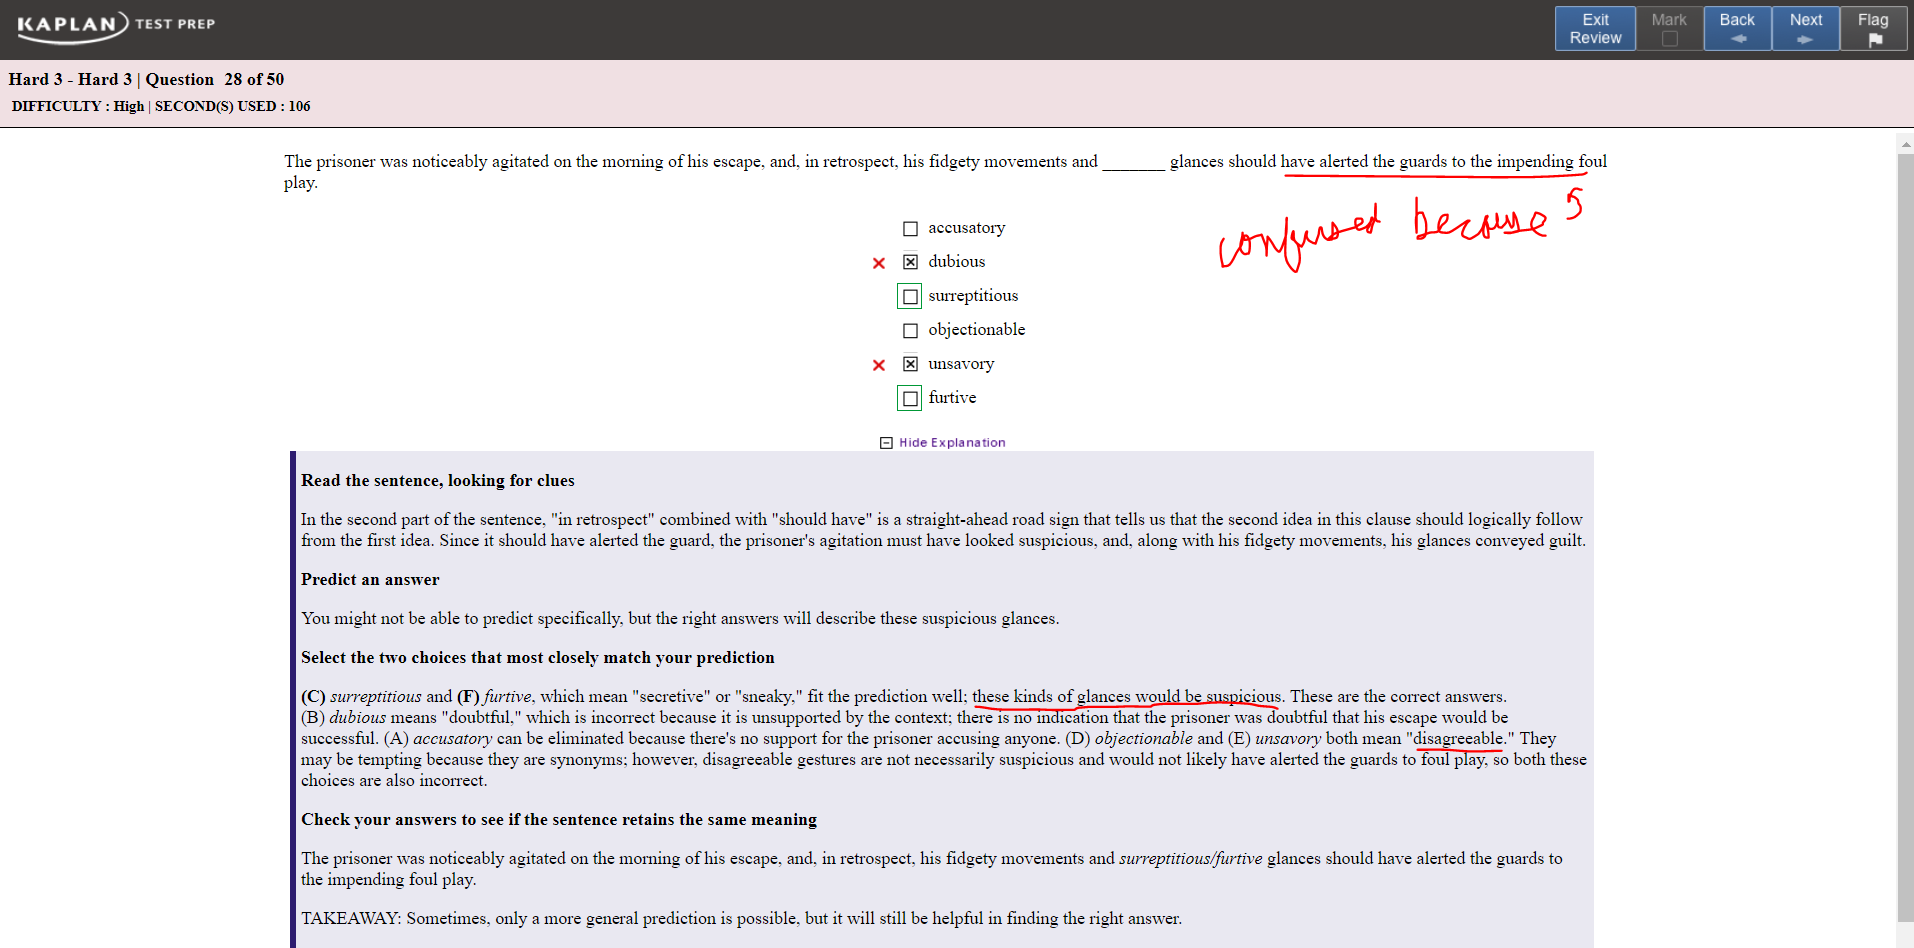 KAPLAN TEST PREP
Exit Review
Mark
Back
Next
Flag
Hard 3 - Hard 3 | Question 28 of 50
DIFFICULTY : High | SECOND(S) USED : 106
The prisoner was noticeably agitated on the morning of his escape, and, in retrospect, his fidgety movements and _______ glances should have alerted the guards to the impending foul
play.
confused because
accusatory
dubious
surreptitious
objectionable
unsavory
furtive
Hide Explanation
Read the sentence, looking for clues
In the second part of the sentence, "in retrospect" combined with "should have" is a straight-ahead road sign that tells us that the second idea in this clause should logically follow
from the first idea. Since it should have alerted the guard, the prisoner's agitation must have looked suspicious, and, along with his fidgety movements, his glances conveyed guilt.
Predict an answer
You might not be able to predict specifically, but the right answers will describe these suspicious glances.
Select the two choices that most closely match your prediction
(C) surreptitious and (F) furtive, which mean "secretive" or "sneaky," fit the prediction well; these kinds of glances would be suspicious. These are the correct answers.
(B) dubious means "doubtful," which is incorrect because it is unsupported by the context; there is no indication that the prisoner was doubtful that his escape would be
successful. (A) accusatory can be eliminated because there's no support for the prisoner accusing anyone. (D) objectionable and (E) unsavory both mean "disagreeable." They
may be tempting because they are synonyms; however, disagreeable gestures are not necessarily suspicious and would not likely have alerted the guards to foul play, so both these
choices are also incorrect.
Check your answers to see if the sentence retains the same meaning
The prisoner was noticeably agitated on the morning of his escape, and, in retrospect, his fidgety movements and surreptitious/furtive glances should have alerted the guards to
the impending foul play.
TAKEAWAY: Sometimes, only a more general prediction is possible, but it will still be helpful in finding the right answer.